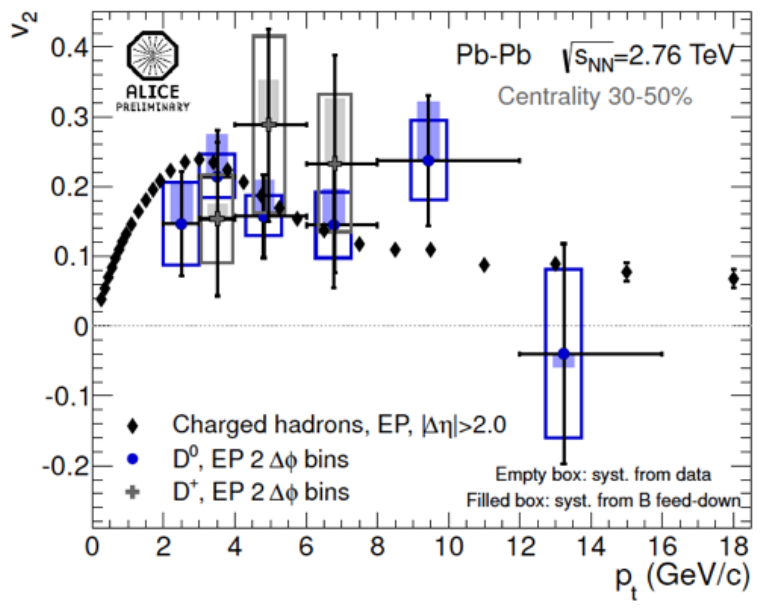 v₂
0.4
0.3
0.2
0.1
0
-0.1
-0.2
ALICE
PRELIMINARY
Pb-Pb √sNN=2.76 TeV
Centrality 30-50%
Charged hadrons, EP, |Δη|>2.0
D⁰, EP 2 Δϕ bins
D⁺, EP 2 Δϕ bins
Empty box: syst. from data
Filled box: syst. from B feed-down
0 2 4 6 8 10 12 14 16 18
pt (GeV/c)